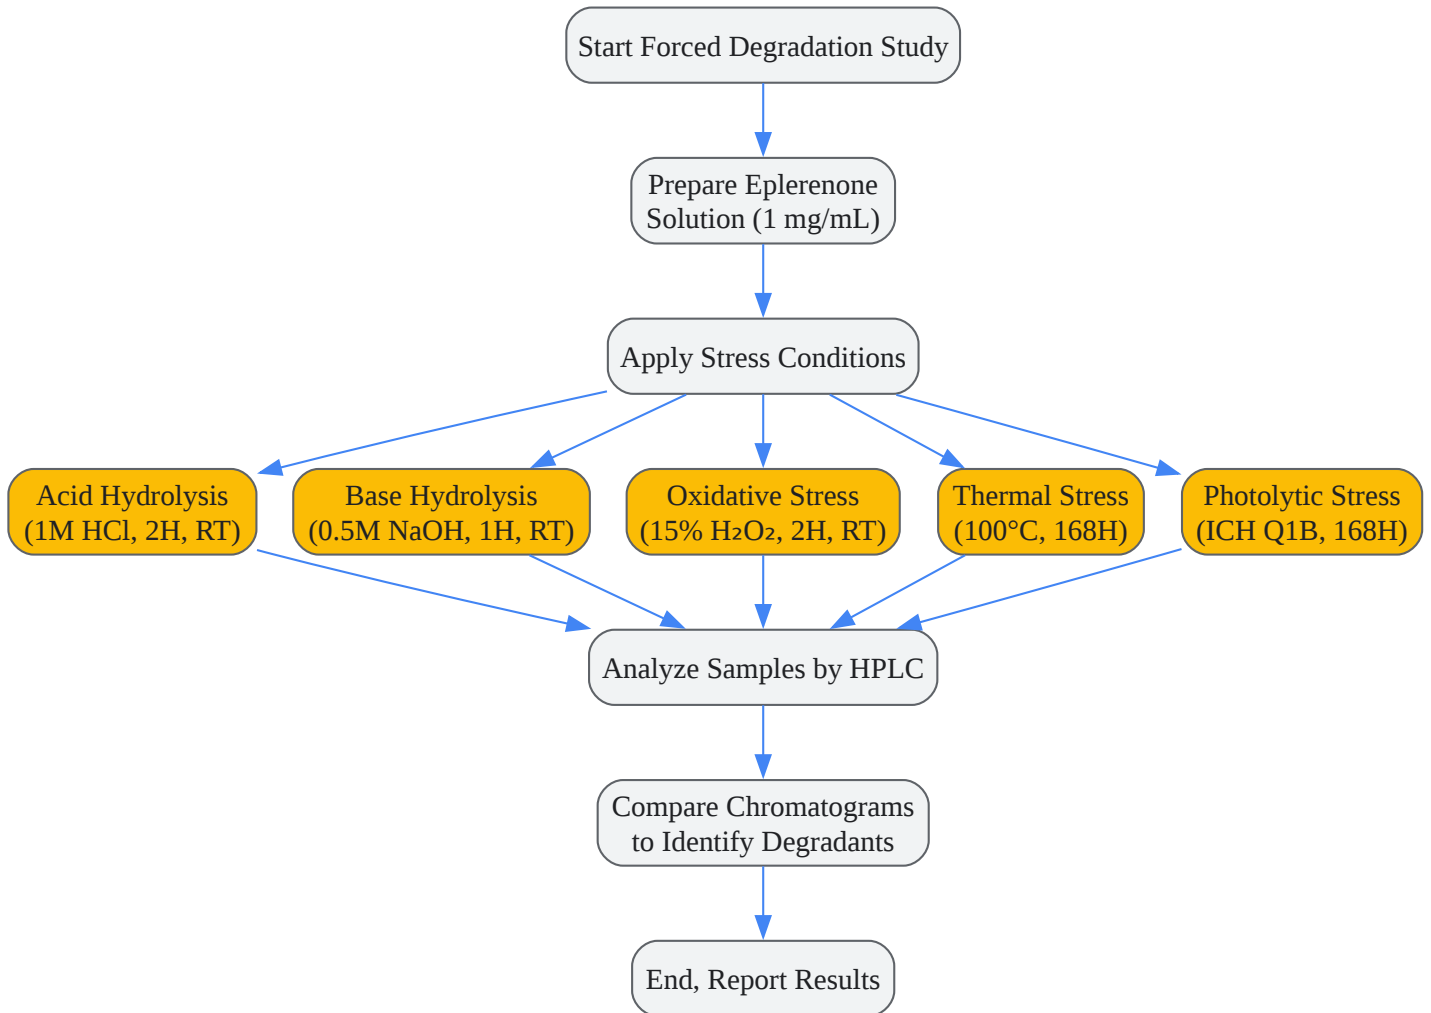 Start Forced Degradation Study
Prepare Eplerenone
Solution (1 mg/mL)
Apply Stress Conditions
Acid Hydrolysis
(1M HCl, 2H, RT)
Base Hydrolysis
(0.5M NaOH, 1H, RT)
Oxidative Stress
(15% H₂O₂, 2H, RT)
Thermal Stress
(100°C, 168H)
Photolytic Stress
(ICH Q1B, 168H)
Analyze Samples by HPLC
Compare Chromatograms
to Identify Degradants
End, Report Results